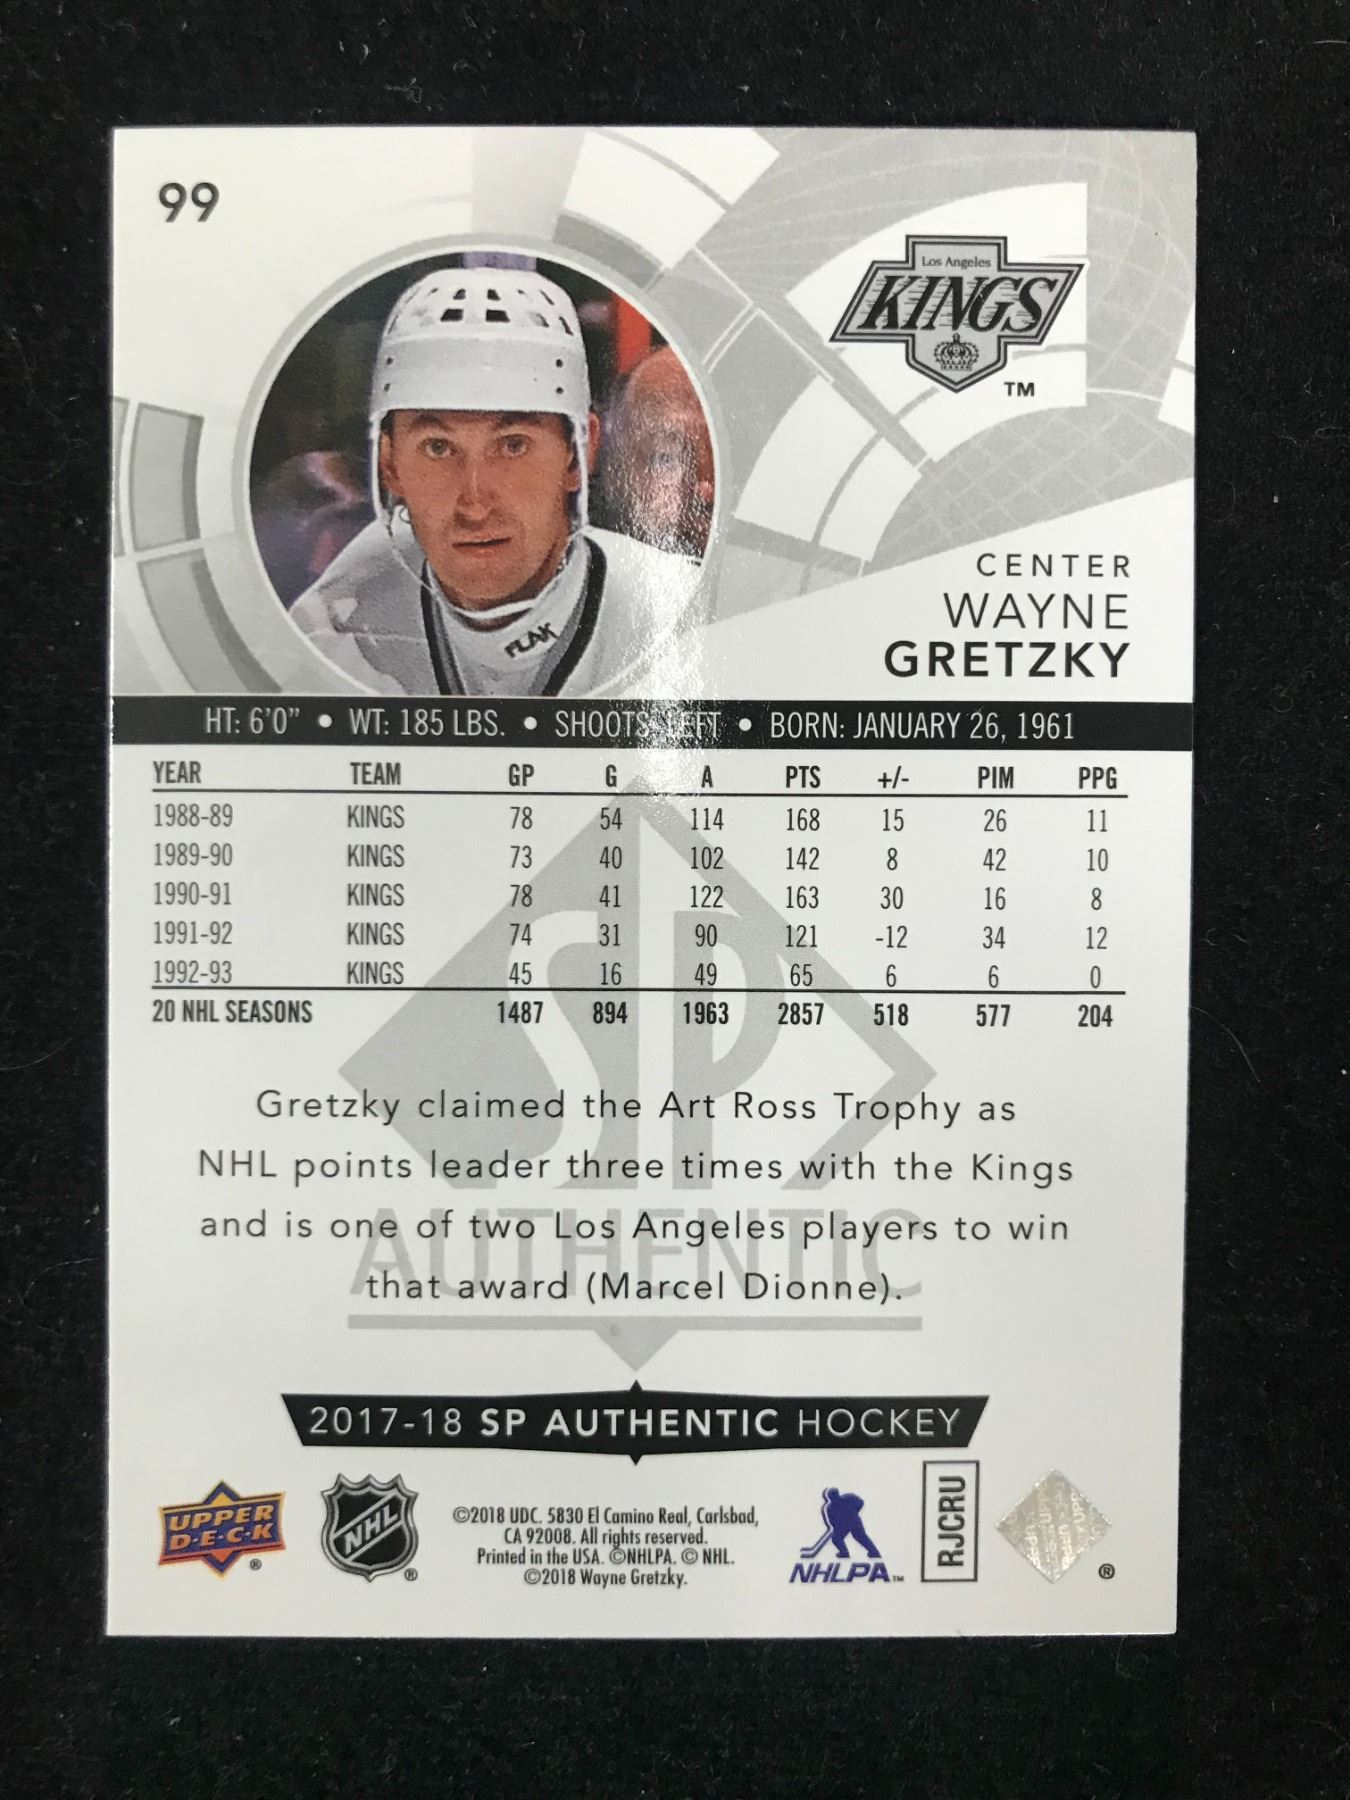 99
Los Angeles
KINGS
TM
FLAK
CENTER
WAYNE
GRETZKY
HT: 6'0" • WT: 185 LBS. • SHOOTS: LEFT • BORN: JANUARY 26, 1961
YEAR TEAM GP G A PTS +/- PIM PPG
1988-89 KINGS 78 54 114 168 15 26 11
1989-90 KINGS 73 40 102 142 8 42 10
1990-91 KINGS 78 41 122 163 30 16 8
1991-92 KINGS 74 31 90 121 -12 34 12
1992-93 KINGS 45 16 49 65 6 6 0
20 NHL SEASONS 1487 894 1963 2857 518 577 204
SP
AUTHENTIC
Gretzky claimed the Art Ross Trophy as
NHL points leader three times with the Kings
and is one of two Los Angeles players to win
that award (Marcel Dionne).
2017-18 SP AUTHENTIC HOCKEY
UPPER
D·E·C·K
®
NHL
®
©2018 UDC. 5830 El Camino Real, Carlsbad,
CA 92008. All rights reserved.
Printed in the USA. ©NHLPA. © NHL.
©2018 Wayne Gretzky.
NHLPA™
RJCRU
®